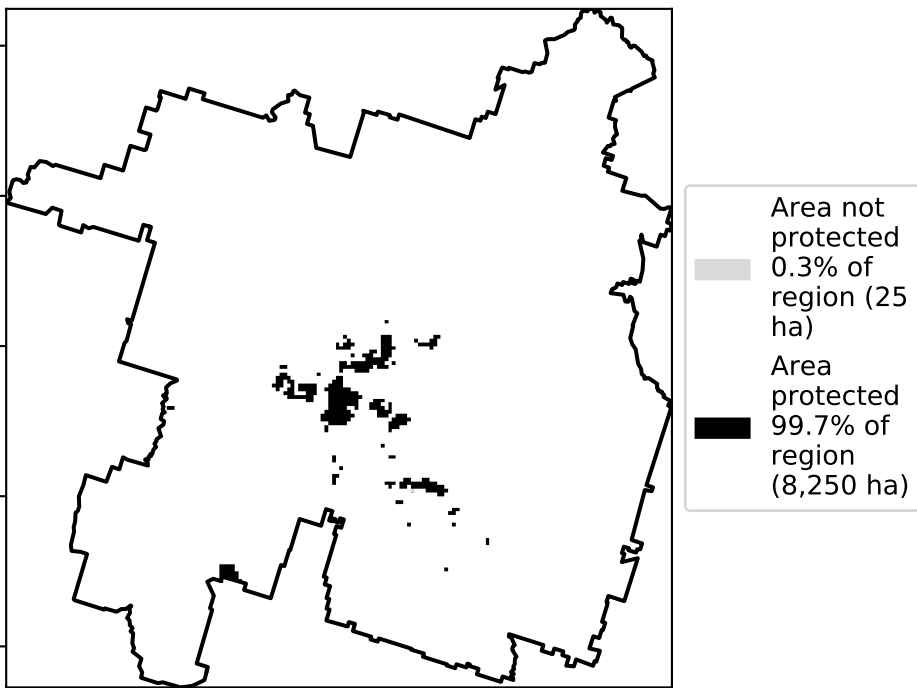 Area not
protected
0.3% of
region (25
ha)
Area
protected
99.7% of
region
(8,250 ha)